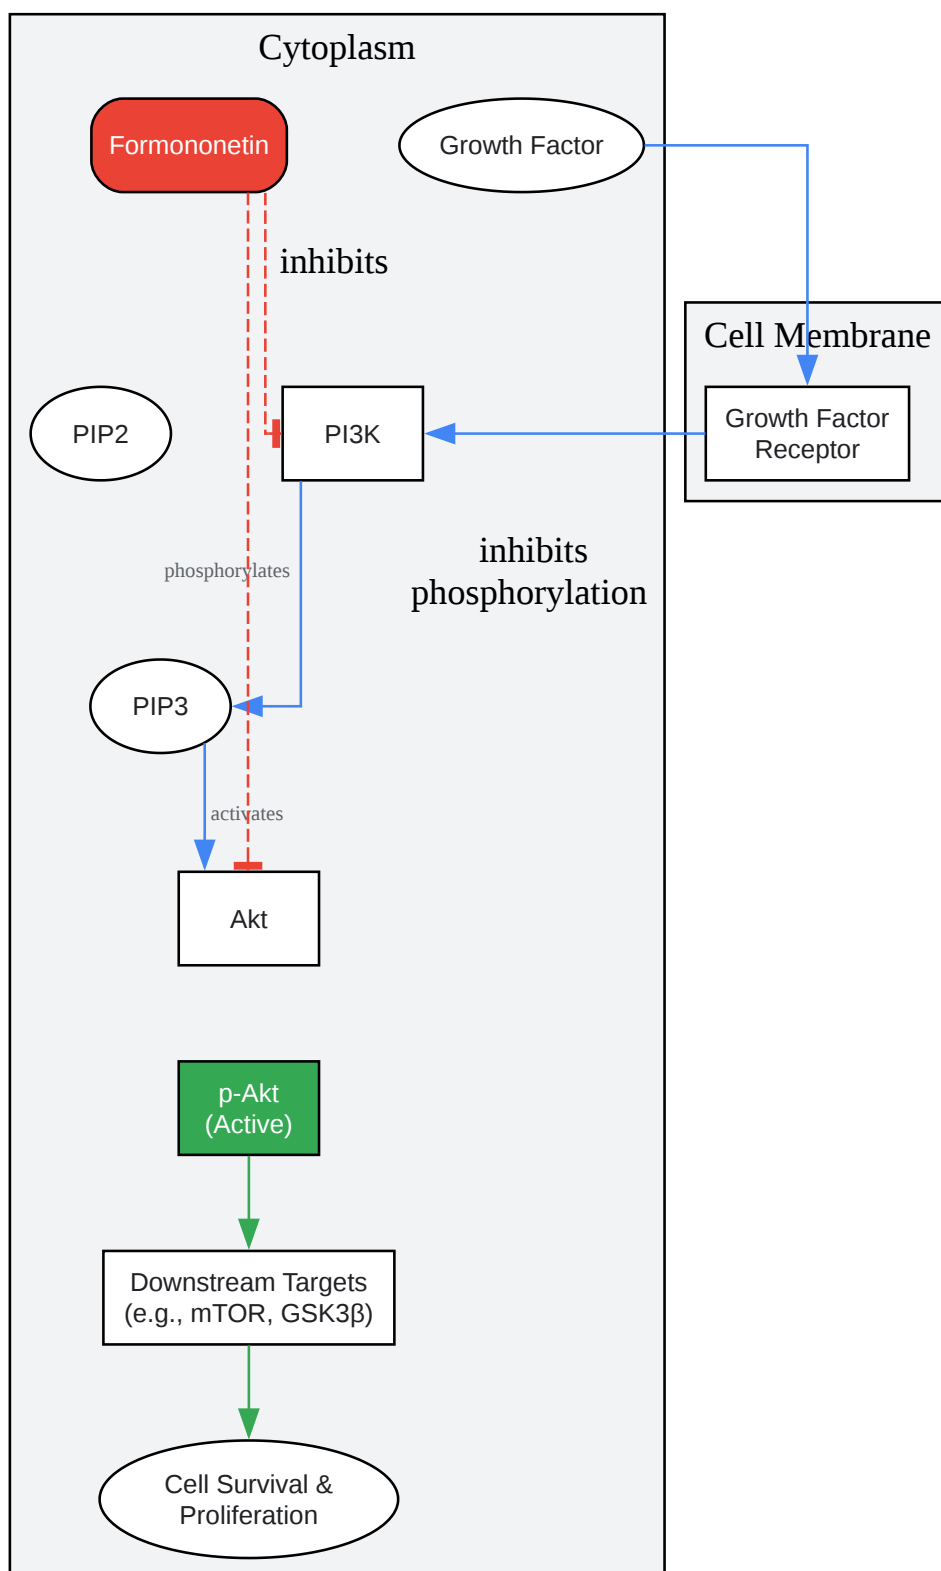 Cytoplasm
Formononetin
Growth Factor
inhibits
Cell Membrane
PIP2
PI3K
Growth Factor
Receptor
inhibits
phosphorylation
phosphorylates
PIP3
activates
Akt
p-Akt
(Active)
Downstream Targets
(e.g., mTOR, GSK3β)
Cell Survival &
Proliferation